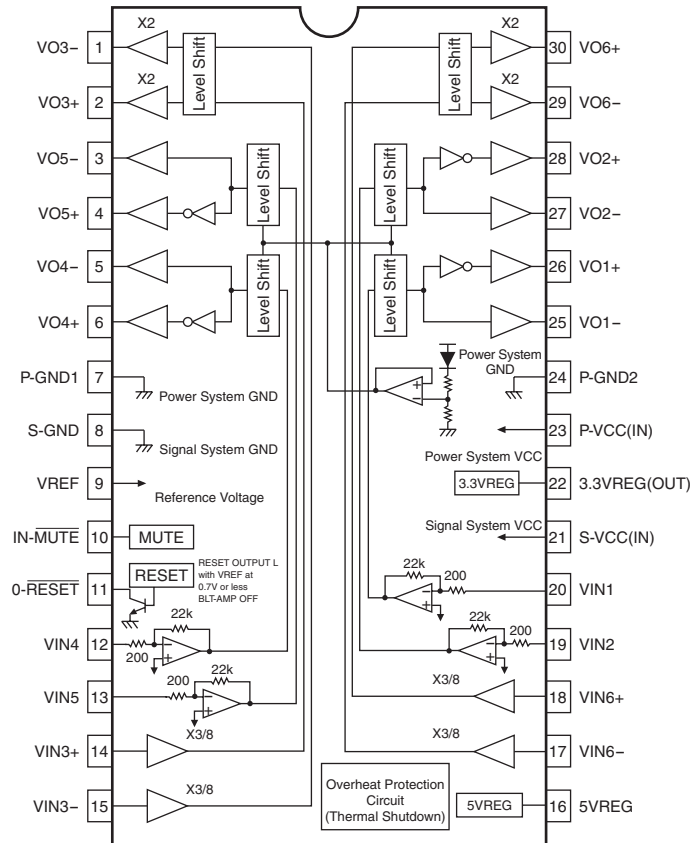 X2
X2
VO3-
1
Level Shift
Level Shift
30
VO6+
X2
X2
VO3+
2
29
VO6-
VO5-
3
Level Shift
Level Shift
28
VO2+
VO5+
4
27
VO2-
VO4-
5
Level Shift
Level Shift
26
VO1+
VO4+
6
25
VO1-
Power System
GND
P-GND1
7
Power System GND
+
-
24
P-GND2
S-GND
8
Signal System GND
23
P-VCC(IN)
Power System VCC
VREF
9
Reference Voltage
3.3VREG
22
3.3VREG(OUT)
IN-MUTE
10
MUTE
Signal System VCC
21
S-VCC(IN)
0-RESET
11
RESET
RESET OUTPUT L
with VREF at
0.7V or less
BLT-AMP OFF
22k
200
-
+
20
VIN1
VIN4
12
200
22k
-
+
22k
200
-
+
19
VIN2
VIN5
13
200
22k
-
+
X3/8
18
VIN6+
VIN3+
14
X3/8
X3/8
17
VIN6-
VIN3-
15
X3/8
Overheat Protection
Circuit
(Thermal Shutdown)
5VREG
16
5VREG